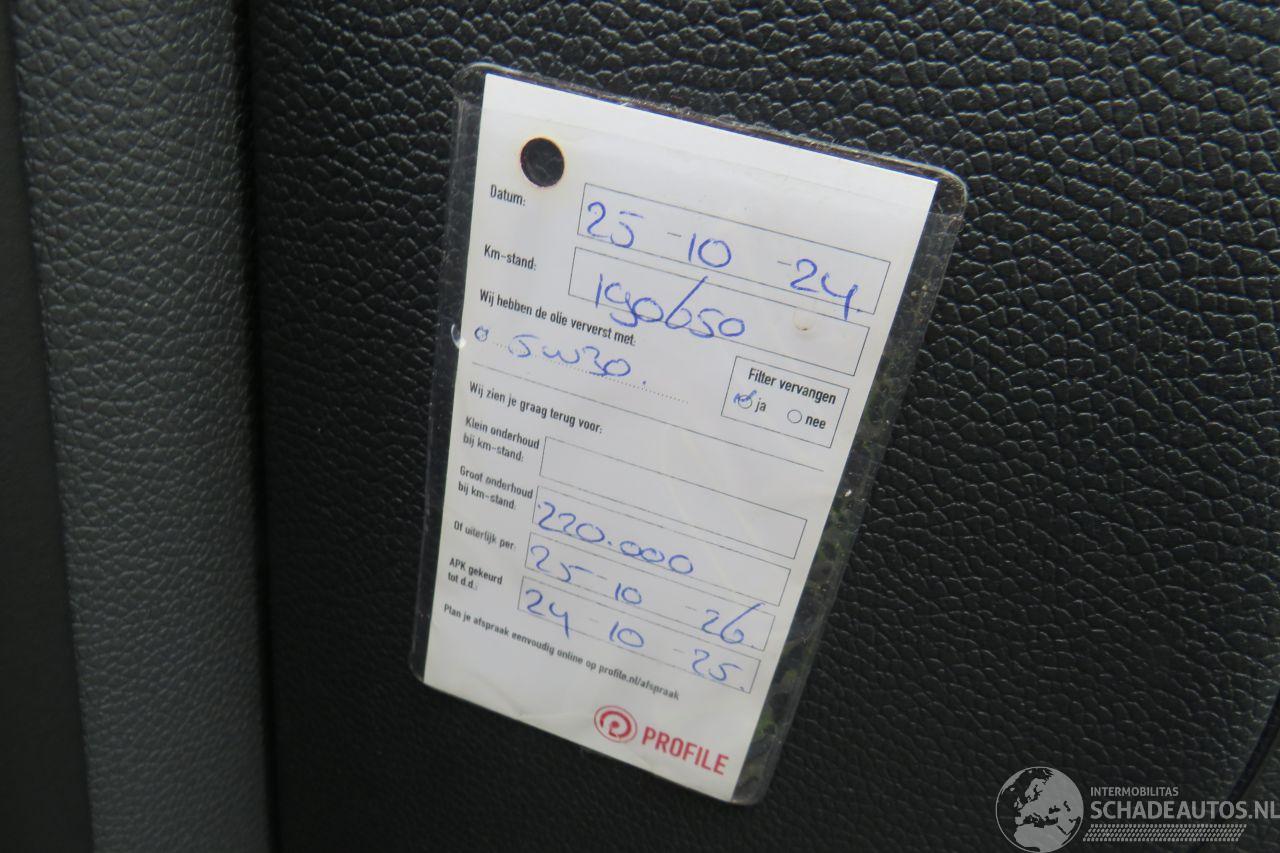 Datum: 25-10-24.
Km-stand: 190650
Wij hebben de olie ververst met:
5w30.
Filter vervangen
ja nee
Wij zien je graag terug voor:
Klein onderhoud
bij km-stand:
Groot onderhoud
bij km-stand: 220.000
Of uiterlijk per: 25-10-26.
APK gekeurd
tot d.d.: 24-10-25.
Plan je afspraak eenvoudig online op profile.nl/afspraak
PROFILE
INTERMOBILITAS
SCHADEAUTOS.NL